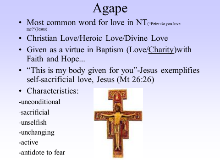 Agape
• Most common word for love in NT
• Christian Love/Heroic Love/Divine Love
• Given as a virtue in Baptism (Love/Charity)with
Faith and Hope...
• "This is my body given for you"-Jesus exemplifies
self-sacrificial love, Jesus (Mt 26:26)
• Characteristics:
-unconditional
-sacrificial
-unselfish
-unchanging
-active
-antidote to fear